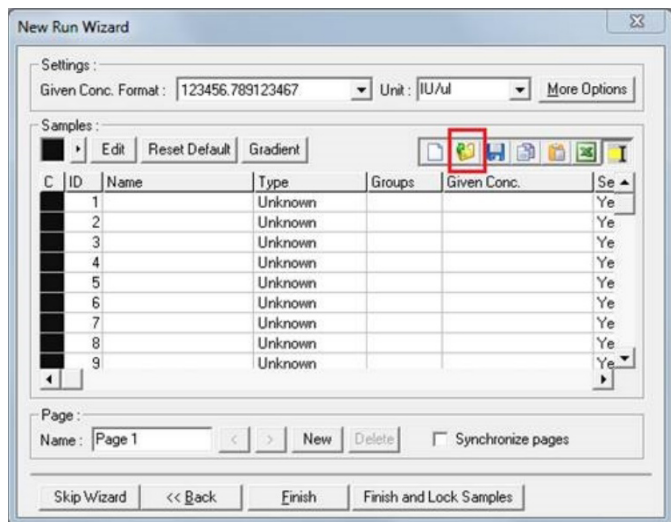 New Run Wizard
Settings :
Given Conc. Format : 123456.789123467 Unit : IU/ul More Options
Samples :
Edit Reset Default Gradient
C ID Name Type Groups Given Conc. Se
1 Unknown Ye
2 Unknown Ye
3 Unknown Ye
4 Unknown Ye
5 Unknown Ye
6 Unknown Ye
7 Unknown Ye
8 Unknown Ye
9 Unknown Ye
Page :
Name : Page 1 < > New Delete Synchronize pages
Skip Wizard << Back Finish Finish and Lock Samples